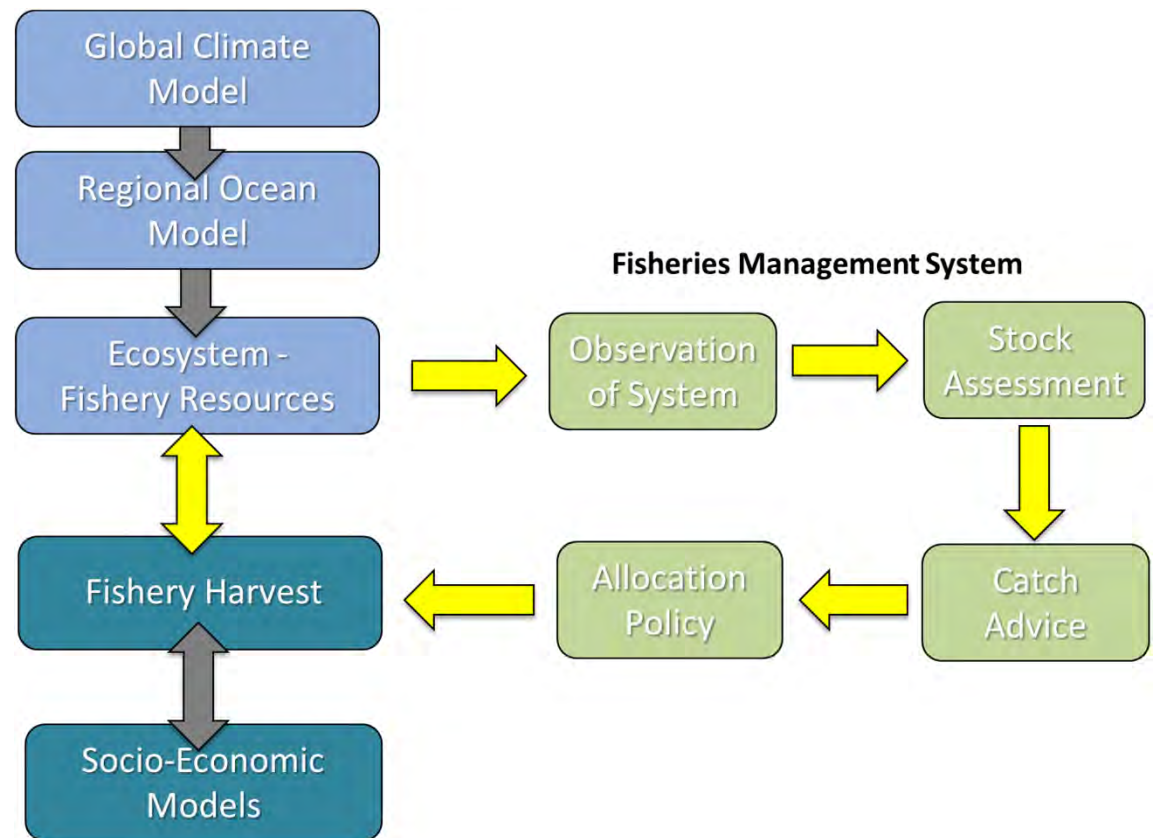 Global Climate
Model
Regional Ocean
Model
Fisheries Management System
Ecosystem -
Fishery Resources
Observation
of System
Stock
Assessment
Fishery Harvest
Allocation
Policy
Catch
Advice
Socio-Economic
Models